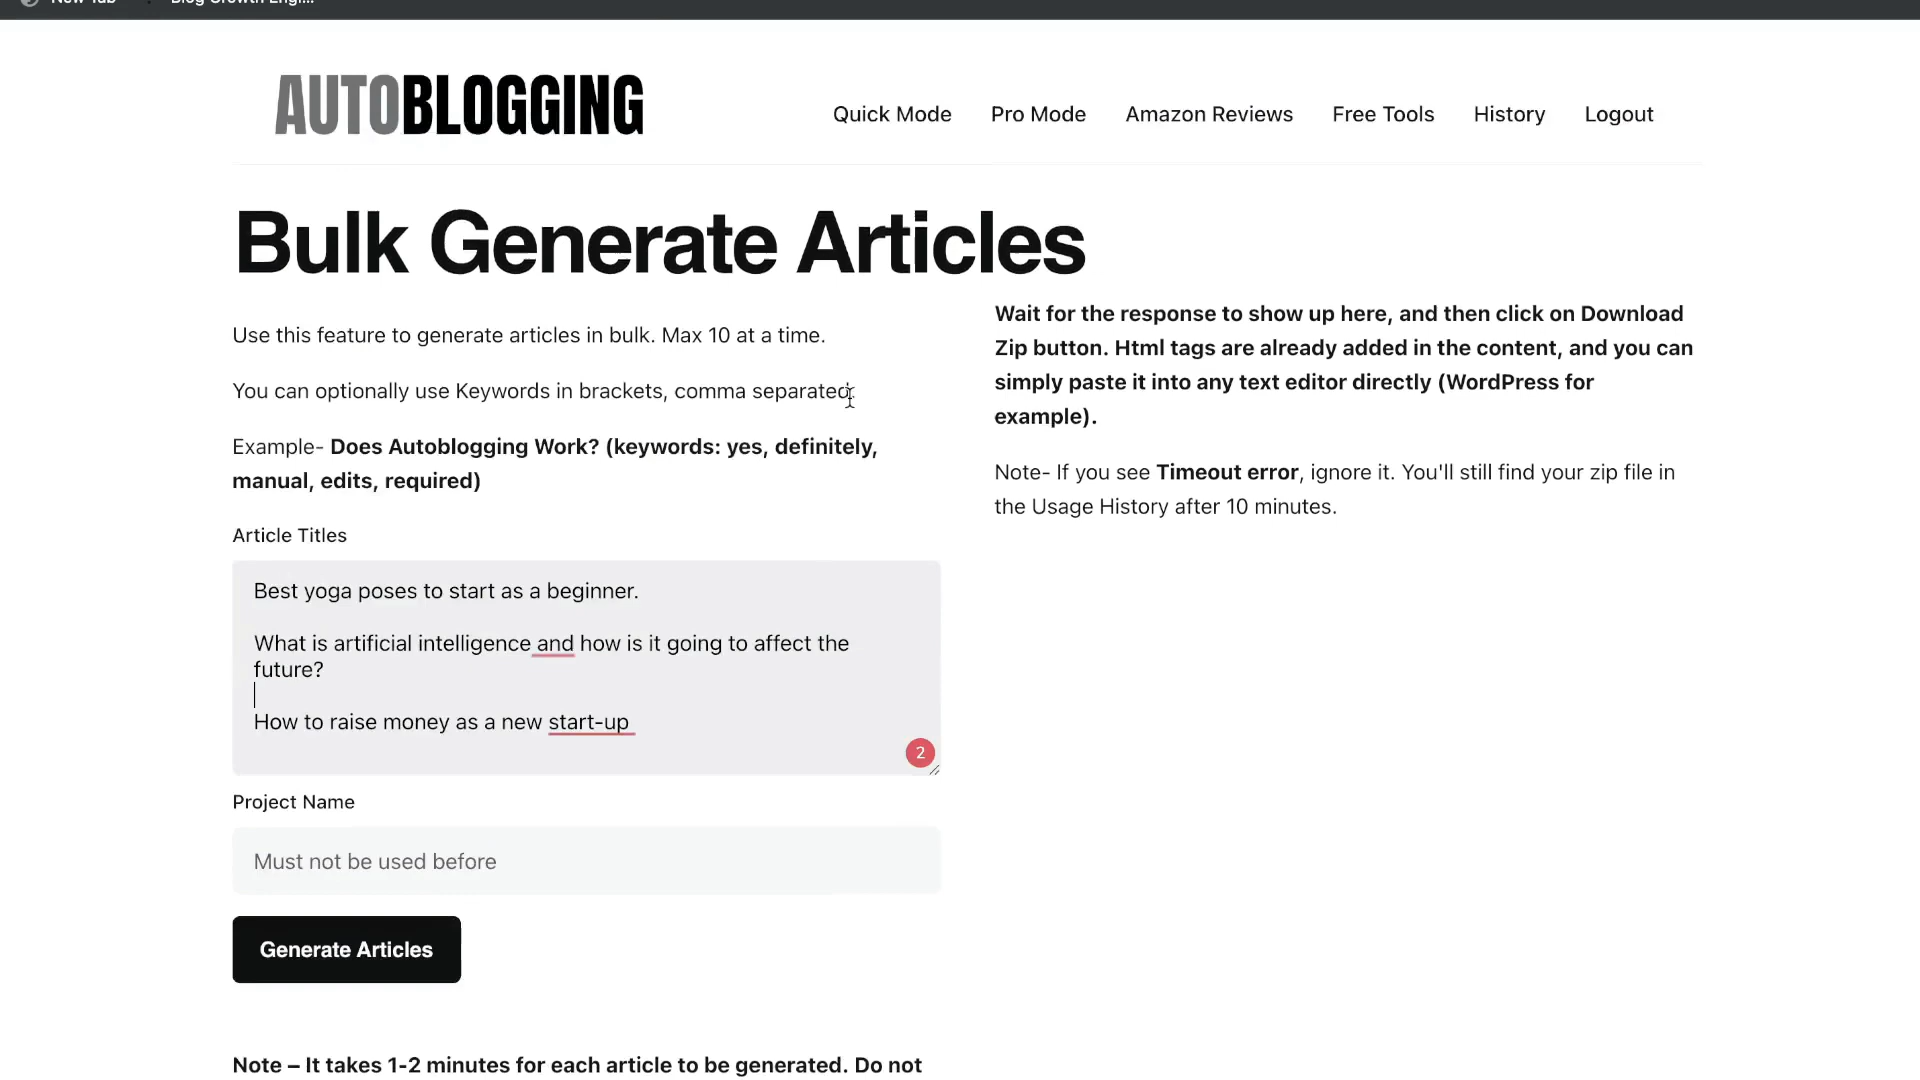 New Tab
Blog Growth Engi...
AUTOBLOGGING
Quick Mode Pro Mode Amazon Reviews Free Tools History Logout
Bulk Generate Articles
Use this feature to generate articles in bulk. Max 10 at a time.
You can optionally use Keywords in brackets, comma separated.
Example- Does Autoblogging Work? (keywords: yes, definitely,
manual, edits, required)
Article Titles
Best yoga poses to start as a beginner.
What is artificial intelligence and how is it going to affect the
future?
How to raise money as a new start-up
2
Project Name
Must not be used before
Generate Articles
Note – It takes 1-2 minutes for each article to be generated. Do not
Wait for the response to show up here, and then click on Download
Zip button. Html tags are already added in the content, and you can
simply paste it into any text editor directly (WordPress for
example).
Note- If you see Timeout error, ignore it. You'll still find your zip file in
the Usage History after 10 minutes.